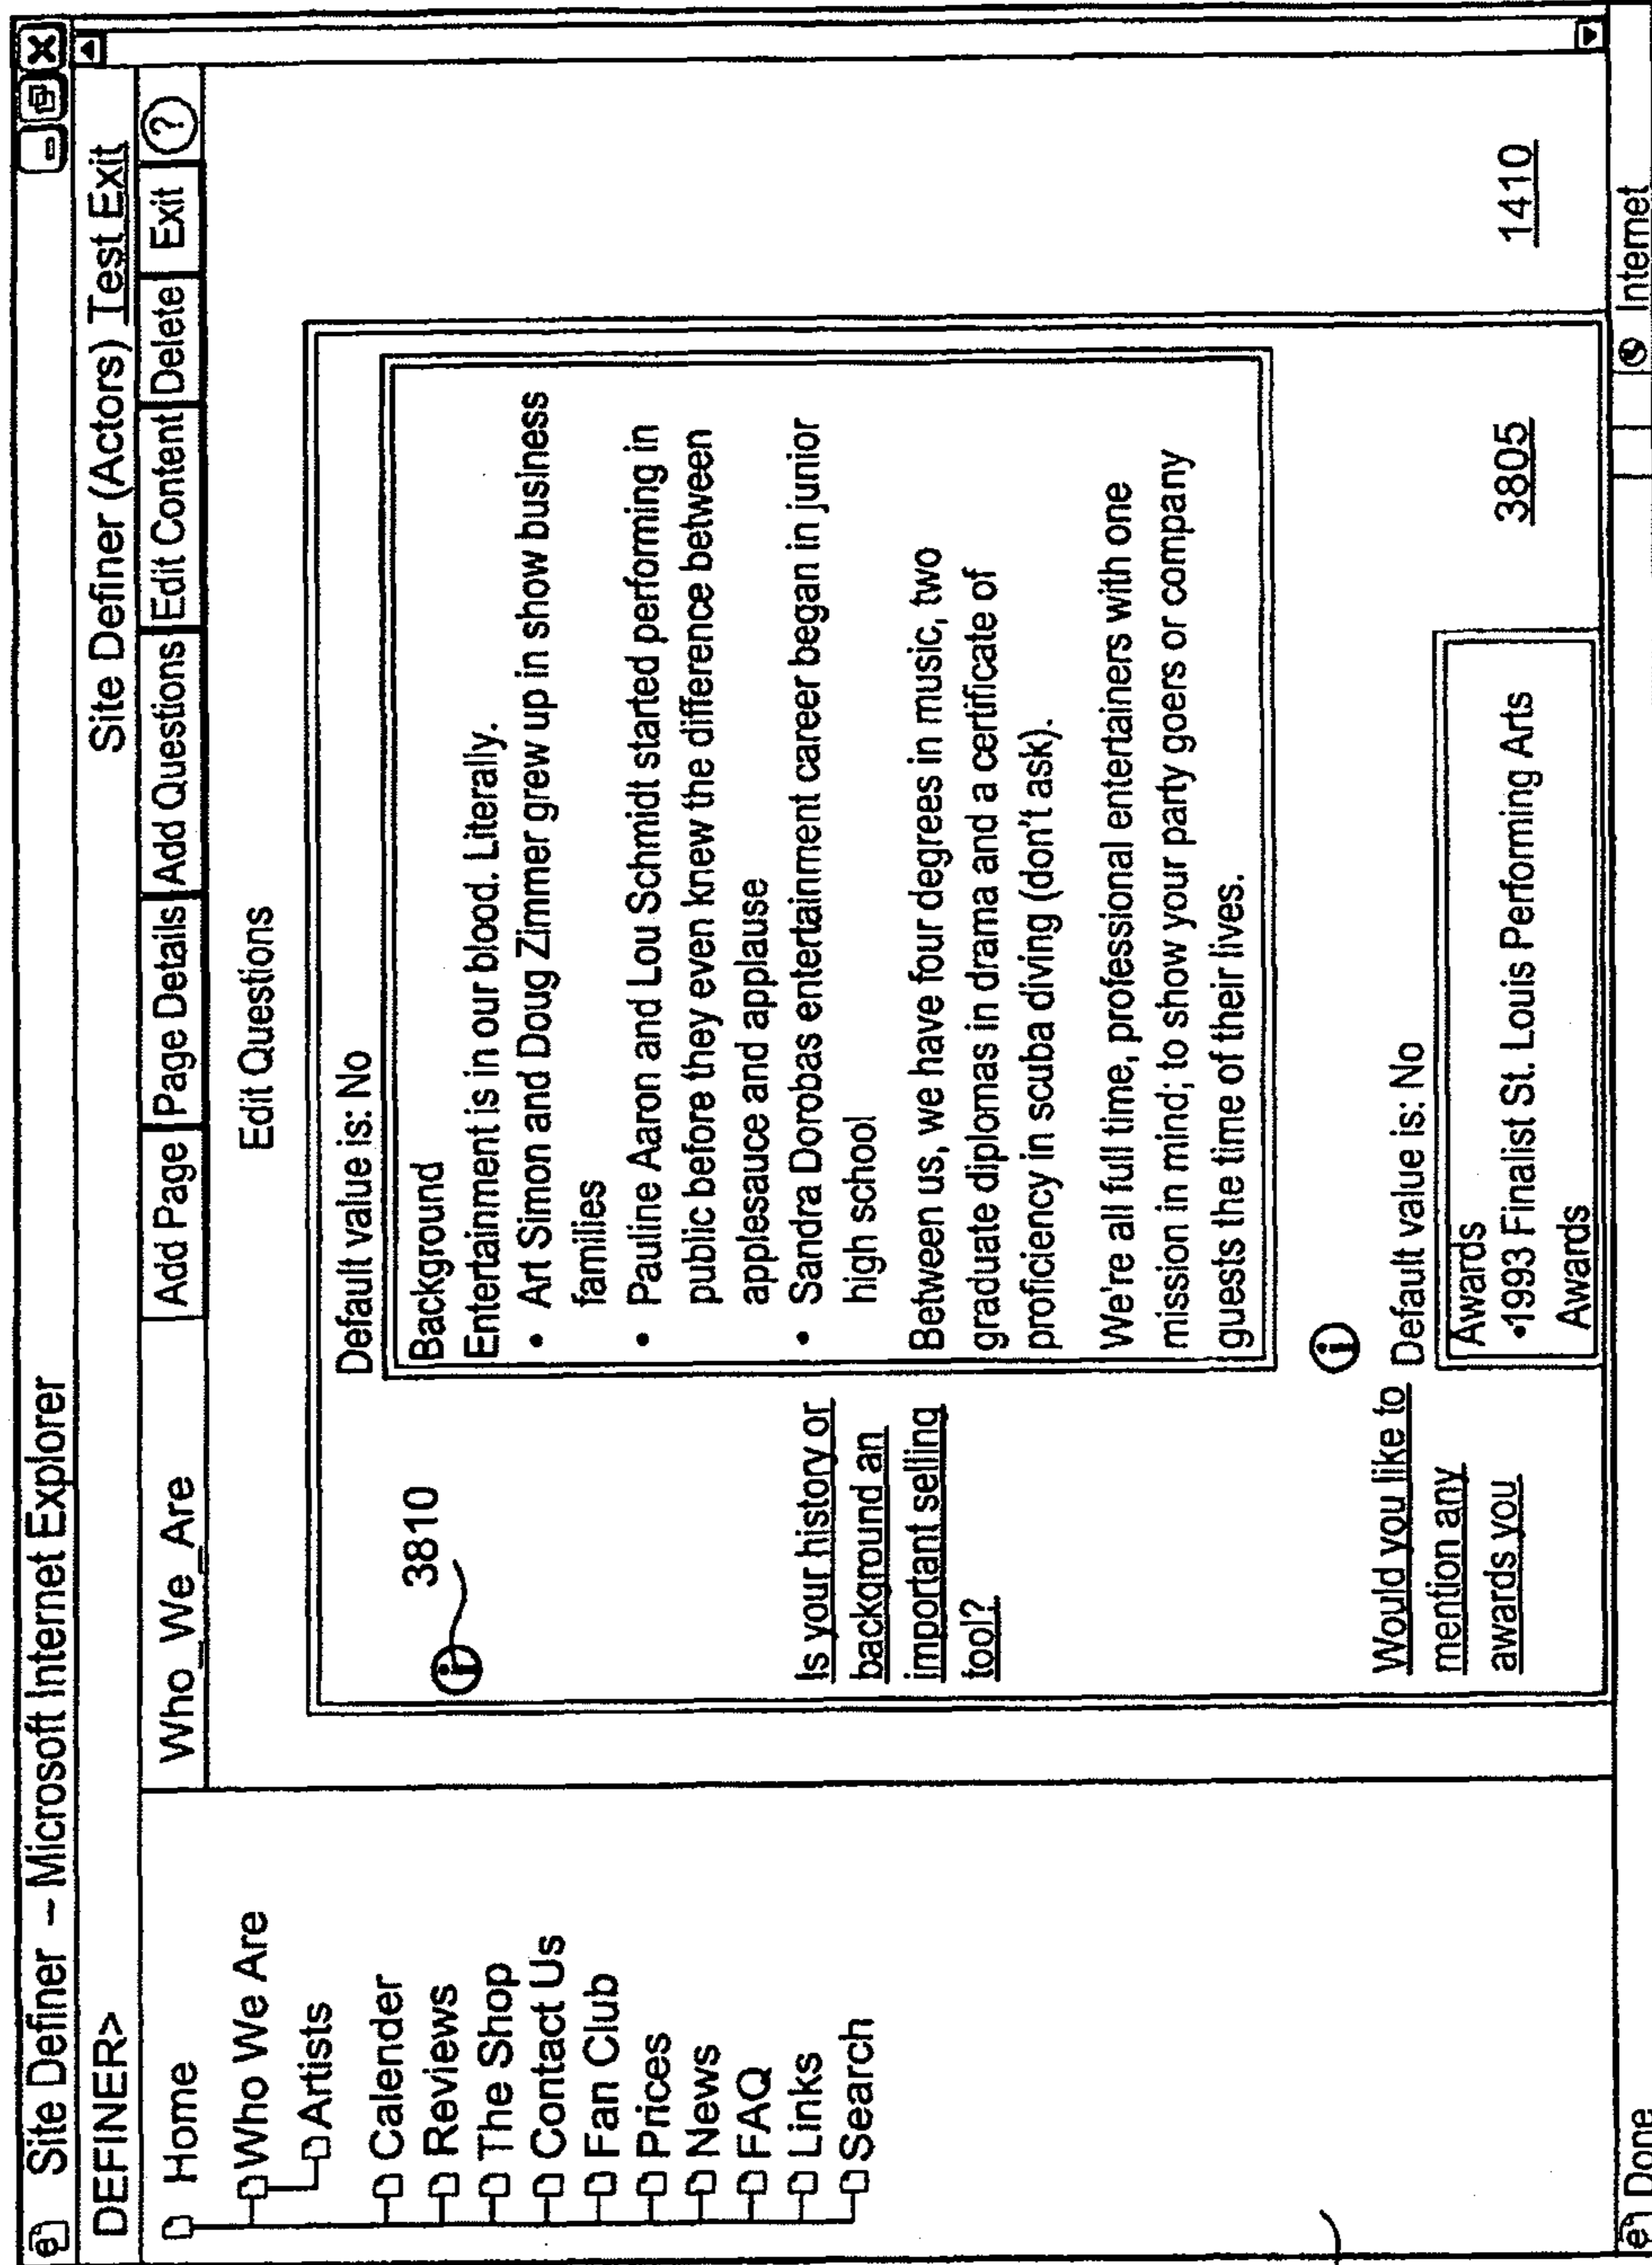 Site Definer -- Microsoft Internet Explorer
DEFINER>
Site Definer (Actors) Test Exit
Home
Who We Are
Artists
Calender
Reviews
The Shop
Contact Us
Fan Club
Prices
News
FAQ
Links
Search
Who_We_Are
Add Page
Page Details
Add Questions
Edit Content
Delete
Exit
?
Edit Questions
Default value is: No
3810
Is your history or
background an
important selling
tool?
Background
Entertainment is in our blood. Literally.
• Art Simon and Doug Zimmer grew up in show business
families
• Pauline Aaron and Lou Schmidt started performing in
public before they even knew the difference between
applesauce and applause
• Sandra Dorobas entertainment career began in junior
high school
Between us, we have four degrees in music, two
graduate diplomas in drama and a certificate of
proficiency in scuba diving (don't ask).
We're all full time, professional entertainers with one
mission in mind; to show your party goers or company
guests the time of their lives.
Would you like to
mention any
awards you
Default value is: No
Awards
•1993 Finalist St. Louis Performing Arts
Awards
3805
1410
Done
Internet